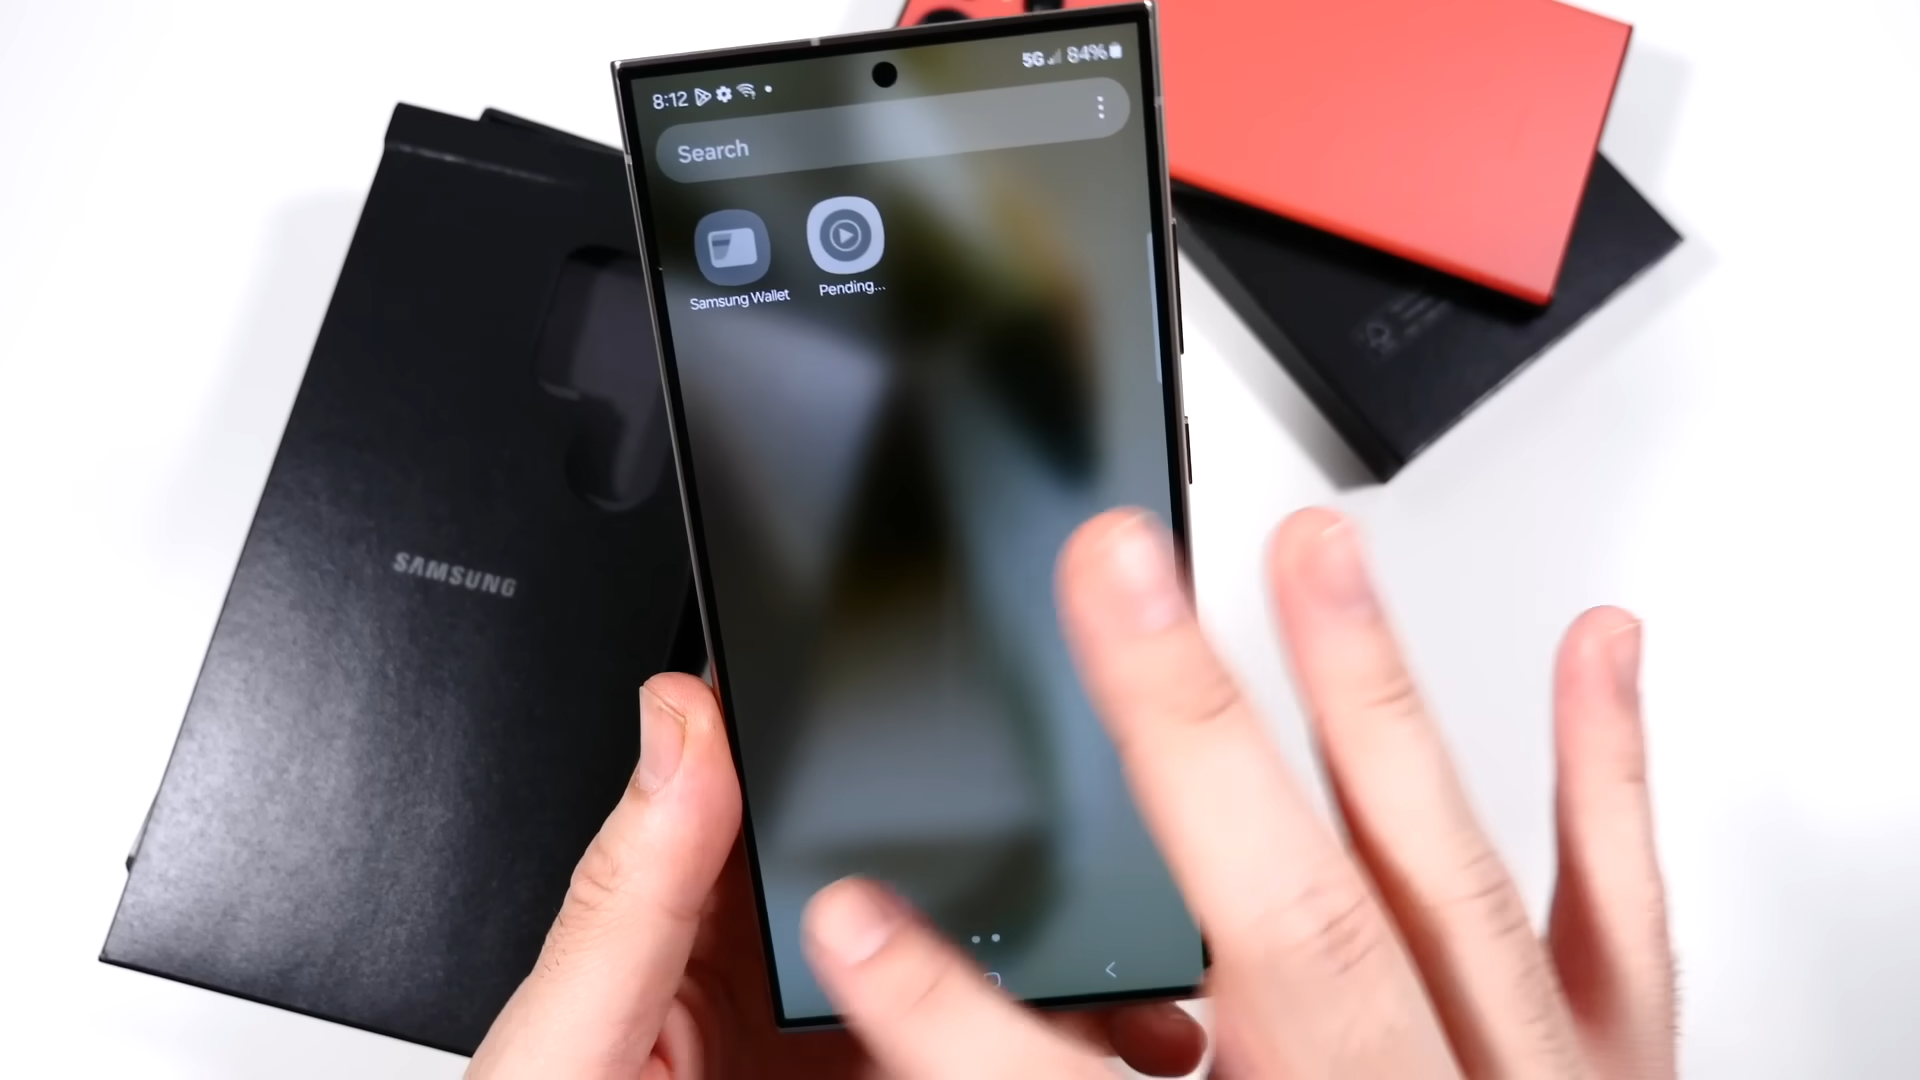 8:12
5G 84%
Search
Samsung Wallet
Pending...
SAMSUNG